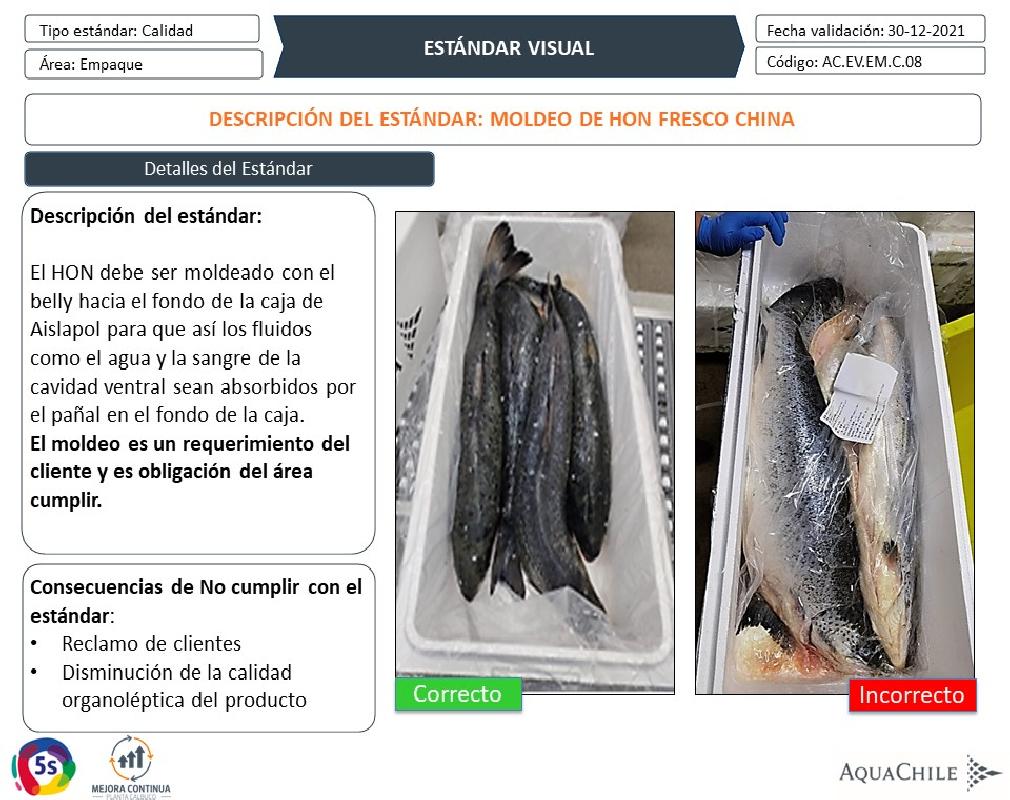 Tipo estándar: Calidad
Área: Empaque
ESTÁNDAR VISUAL
Fecha validación: 30-12-2021
Código: AC.EV.EM.C.08
DESCRIPCIÓN DEL ESTÁNDAR: MOLDEO DE HON FRESCO CHINA
Detalles del Estándar
Descripción del estándar:
El HON debe ser moldeado con el
belly hacia el fondo de la caja de
Aislapol para que así los fluidos
como el agua y la sangre de la
cavidad ventral sean absorbidos por
el pañal en el fondo de la caja.
El moldeo es un requerimiento del
cliente y es obligación del área
cumplir.
Consecuencias de No cumplir con el
estándar:
• Reclamo de clientes
• Disminución de la calidad
organoléptica del producto
Correcto
Incorrecto
5s
MEJORA CONTINUA
PLANTA CALBUCO
AQUACHILE